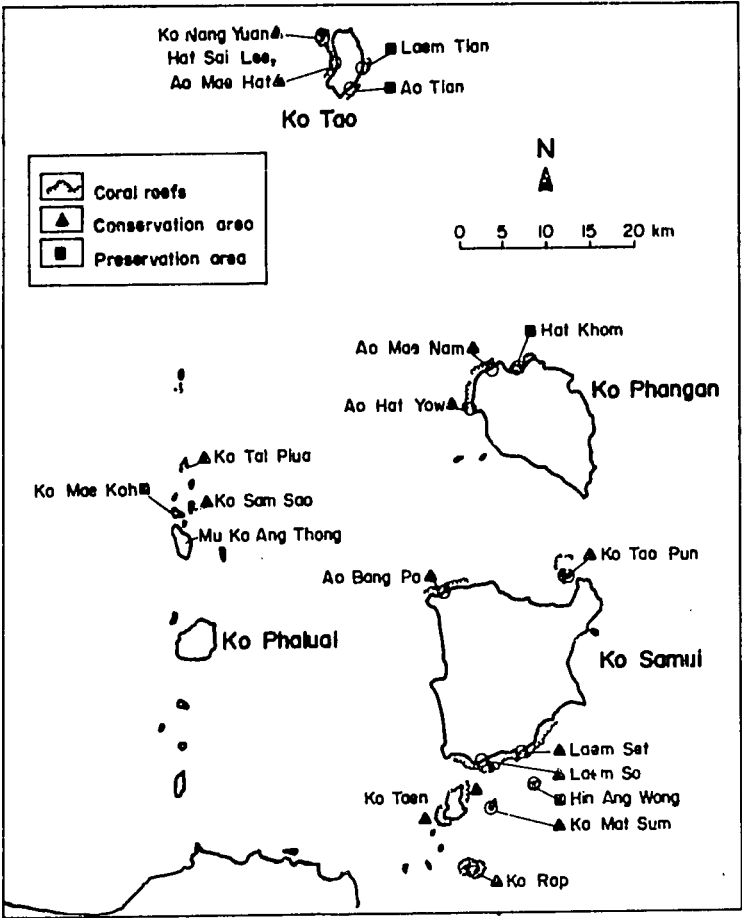 Ko Nang Yuan
Hat Sai Lee,
Ao Mae Hat
Laem Tian
Ao Tian
Ko Tao
N
Coral reefs
Conservation area
Preservation area
0 5 10 15 20 km
Hat Khom
Ao Mae Nam
Ko Phangan
Ao Hat Yow
Ko Tai Plua
Ko Mae Koh
Ko Sam Sao
Mu Ko Ang Thong
Ko Tao Pun
Ao Bang Po
Ko Phaluai
Ko Samui
Laem Set
Laem So
Hin Ang Wong
Ko Taen
Ko Mat Sum
Ko Rap